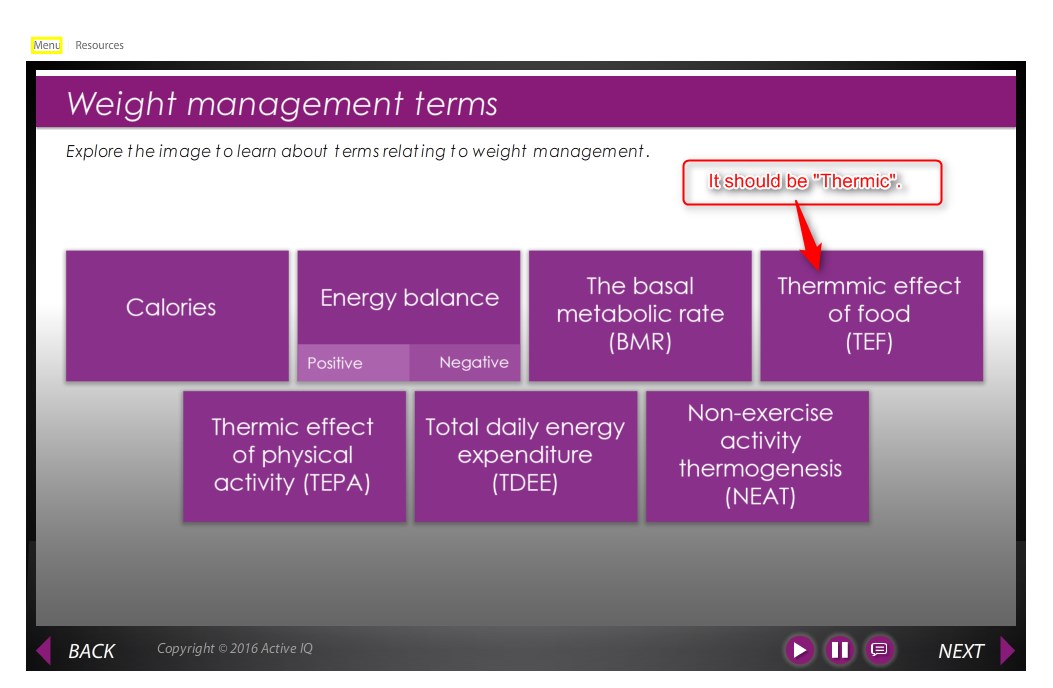 Menu Resources
Weight management terms
Explore the image to learn about terms relating to weight management.
It should be "Thermic".
Calories
Energy balance
Positive Negative
The basal
metabolic rate
(BMR)
Thermmic effect
of food
(TEF)
Thermic effect
of physical
activity (TEPA)
Total daily energy
expenditure
(TDEE)
Non-exercise
activity
thermogenesis
(NEAT)
BACK Copyright © 2016 Active IQ NEXT